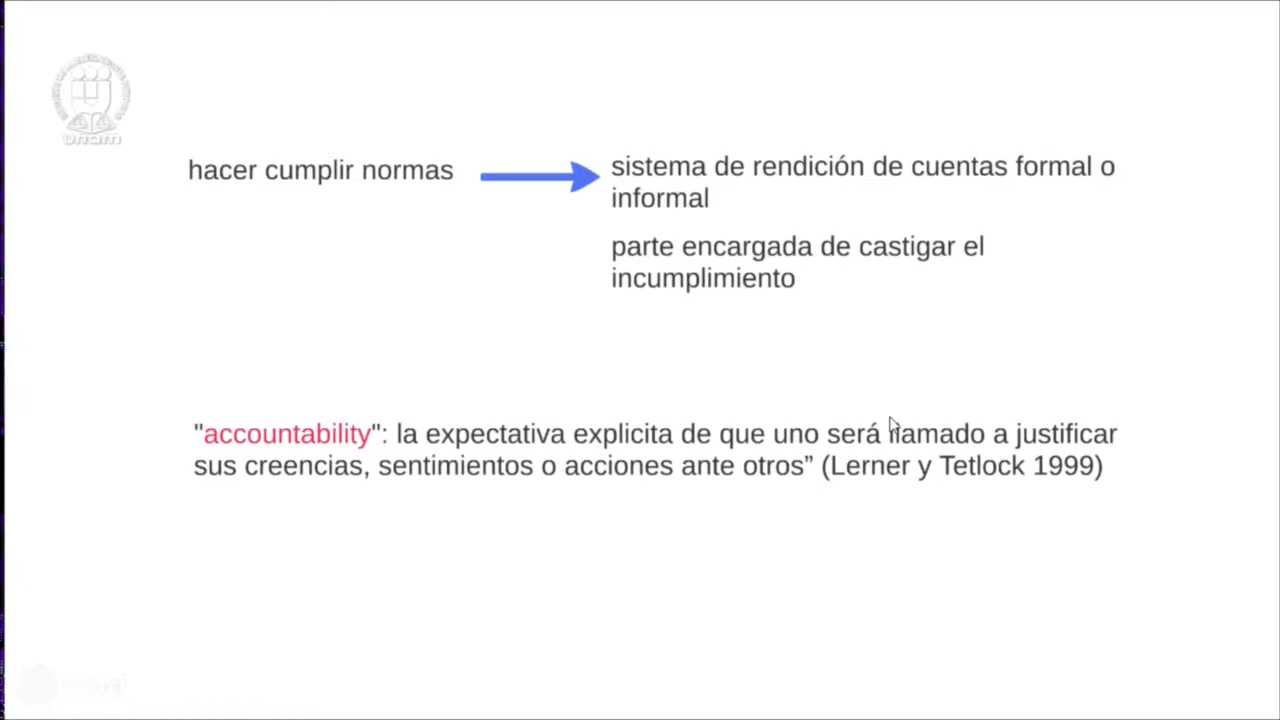 unam
hacer cumplir normas
sistema de rendición de cuentas formal o
informal
parte encargada de castigar el
incumplimiento
"accountability": la expectativa explicita de que uno será llamado a justificar
sus creencias, sentimientos o acciones ante otros” (Lerner y Tetlock 1999)